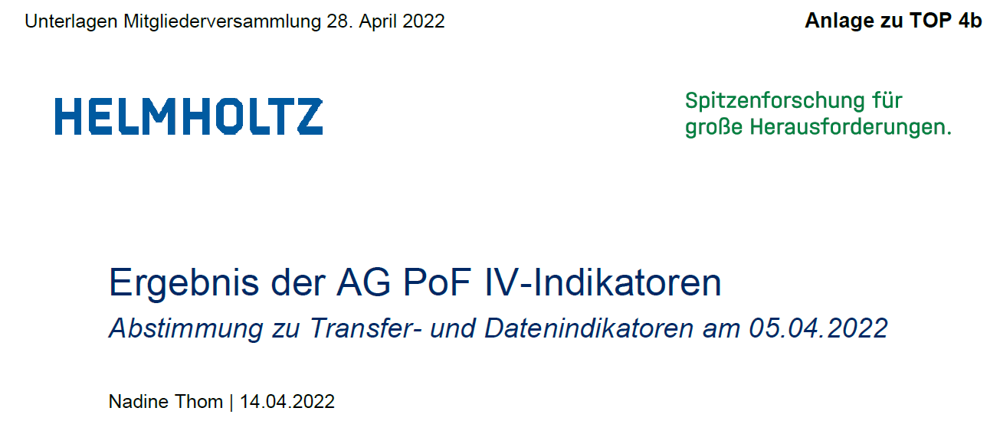 Unterlagen Mitgliederversammlung 28. April 2022
Anlage zu TOP 4b
HELMHOLTZ
Spitzenforschung für
große Herausforderungen.
Ergebnis der AG PoF IV-Indikatoren
Abstimmung zu Transfer- und Datenindikatoren am 05.04.2022
Nadine Thom | 14.04.2022